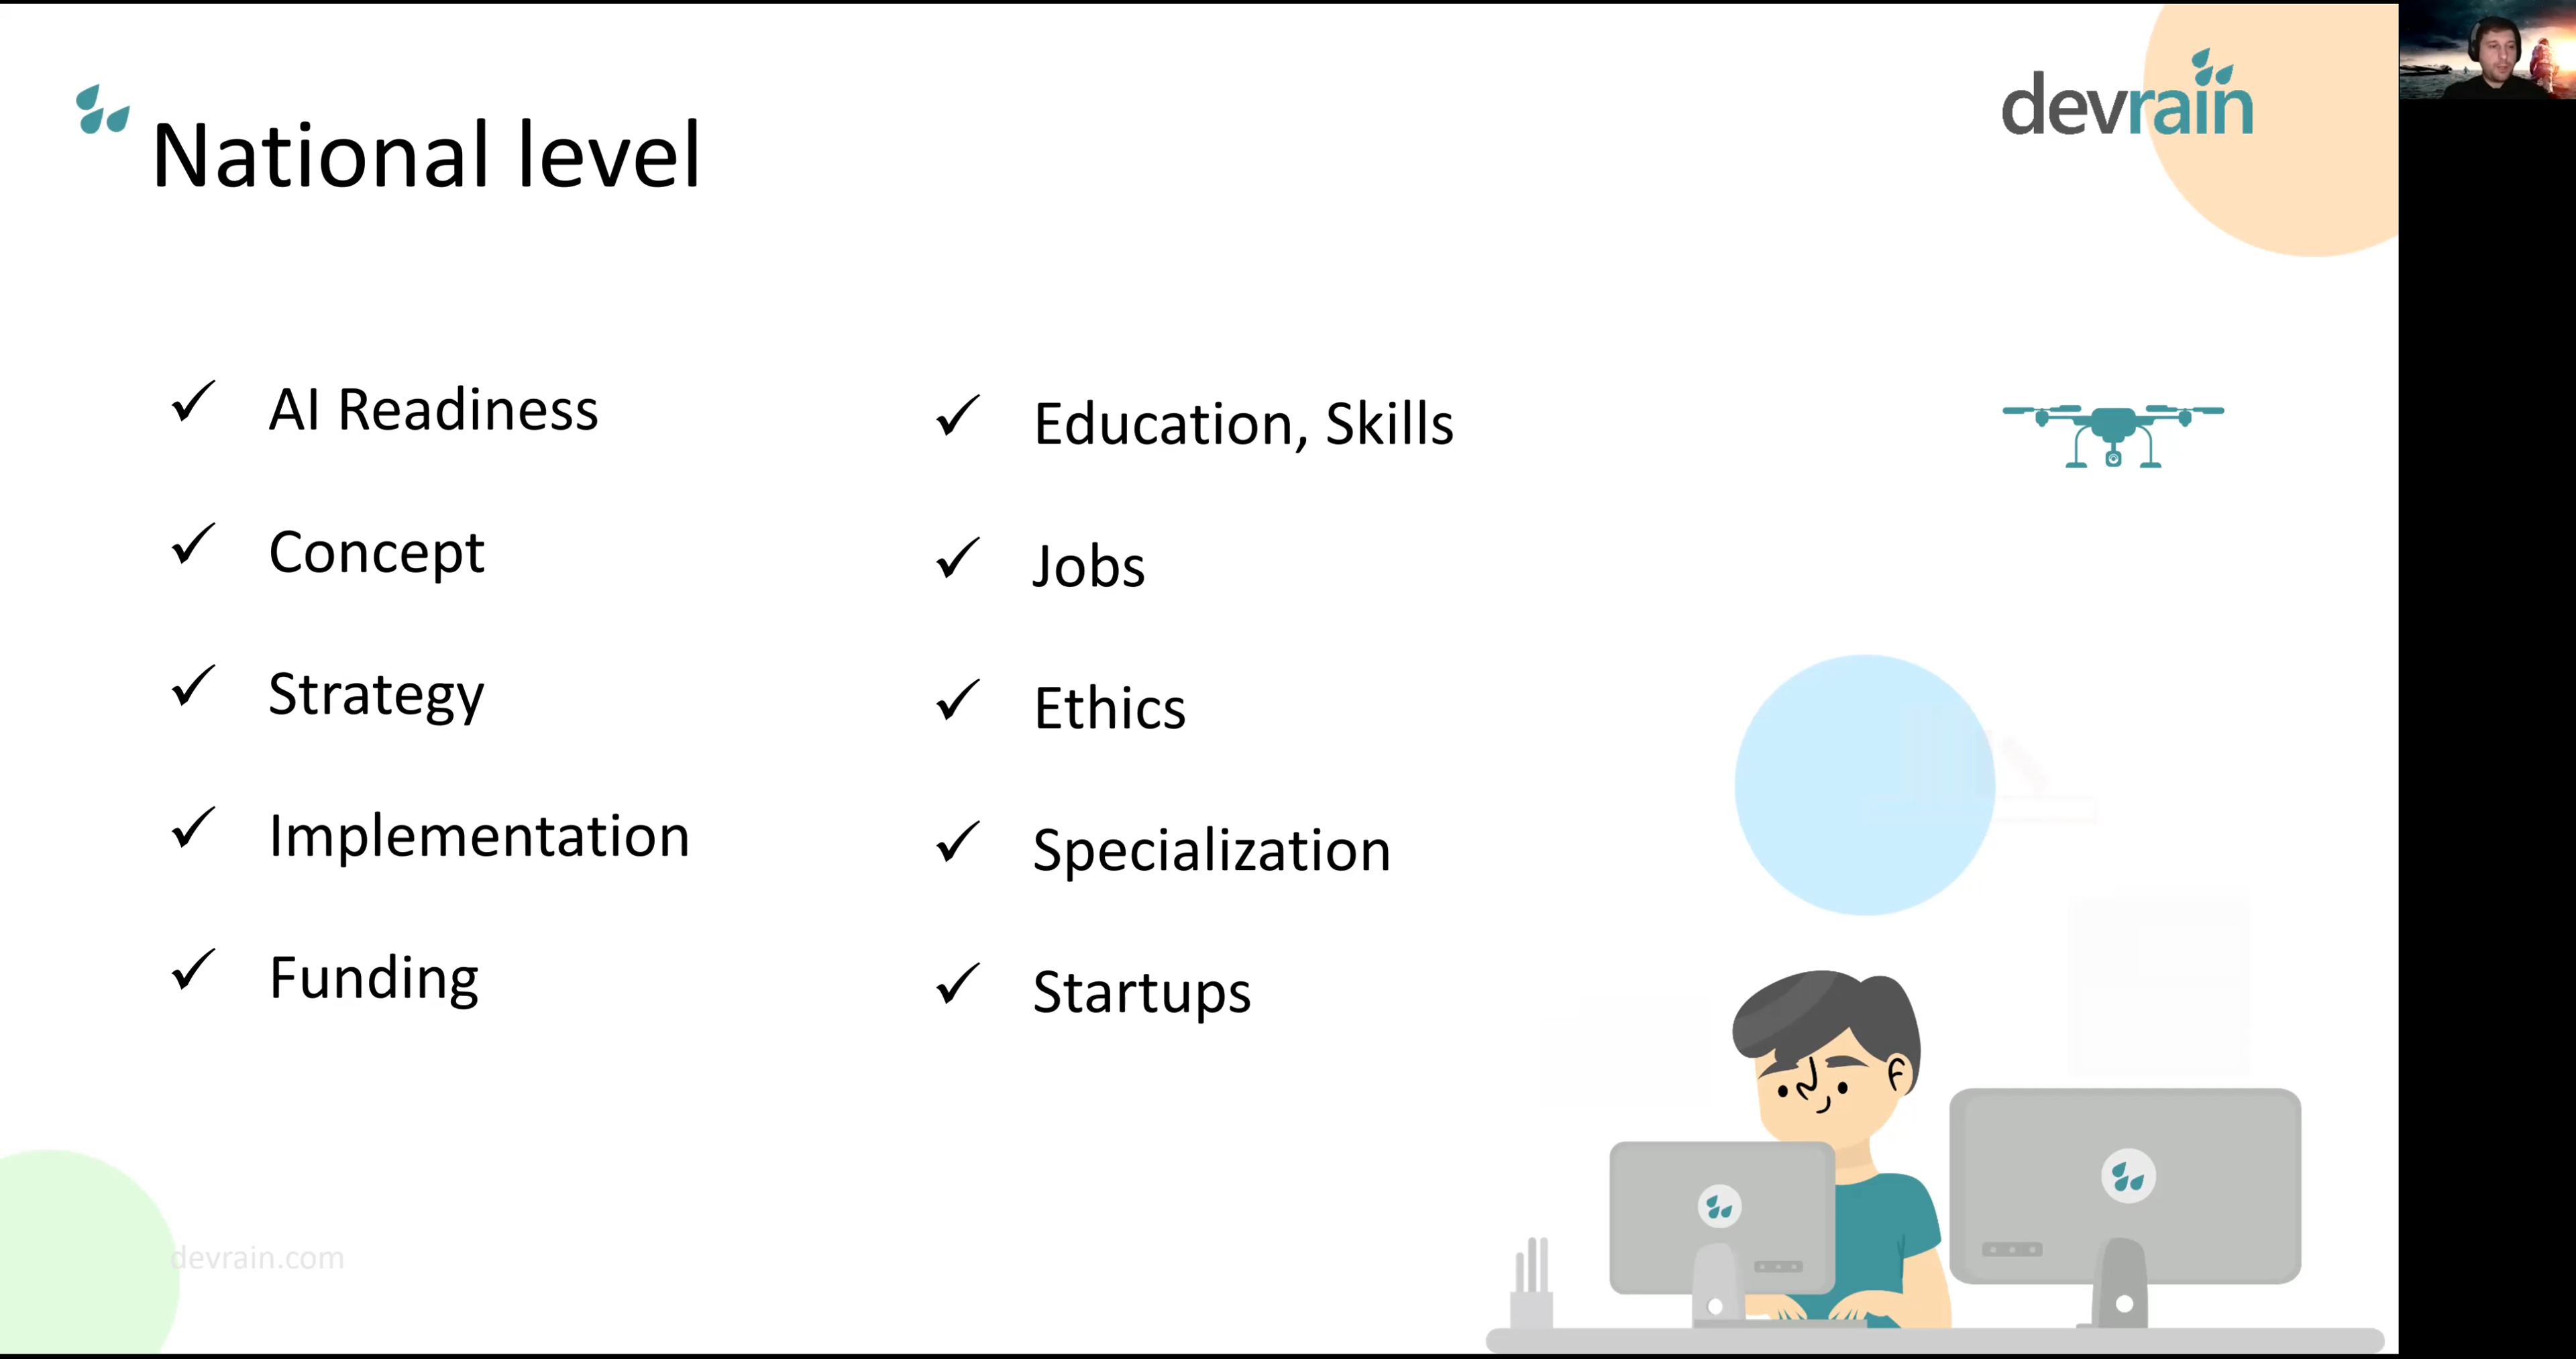 National level
devrain
AI Readiness
Concept
Strategy
Implementation
Funding
Education, Skills
Jobs
Ethics
Specialization
Startups
devrain.com